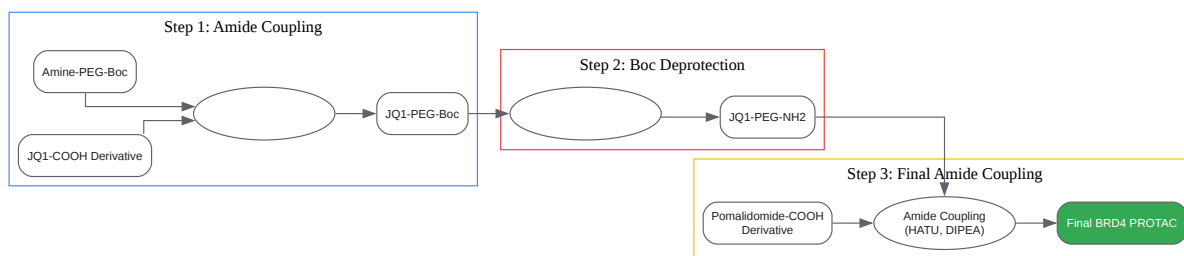 Step 1: Amide Coupling
Amine-PEG-Boc
JQ1-COOH Derivative
JQ1-PEG-Boc
Step 2: Boc Deprotection
JQ1-PEG-NH2
Step 3: Final Amide Coupling
Pomalidomide-COOH
Derivative
Amide Coupling
(HATU, DIPEA)
Final BRD4 PROTAC